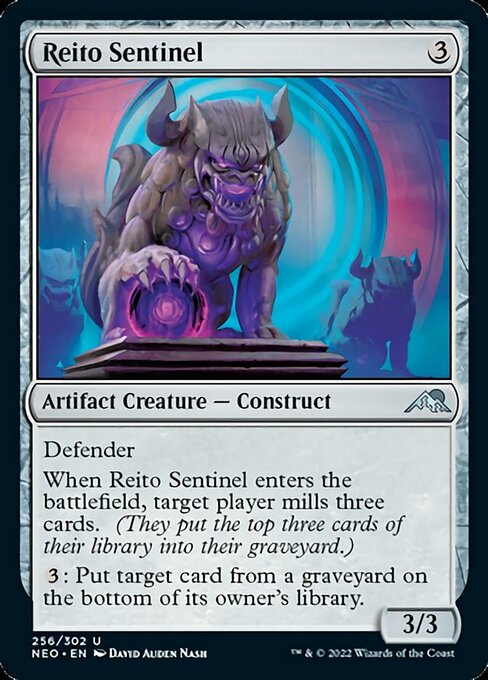 Reito Sentinel 3
Artifact Creature — Construct
Defender
When Reito Sentinel enters the
battlefield, target player mills three
cards. (They put the top three cards of
their library into their graveyard.)
3: Put target card from a graveyard on
the bottom of its owner's library.
3/3
256/302 U
NEO • EN David Auden Nash
™ & © 2022 Wizards of the Coast